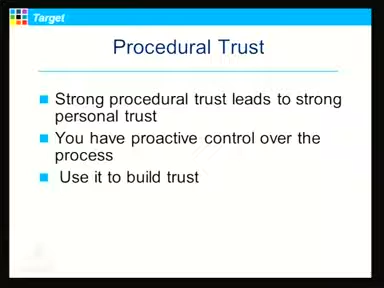 Target
Procedural Trust
Strong procedural trust leads to strong
personal trust
You have proactive control over the
process
Use it to build trust